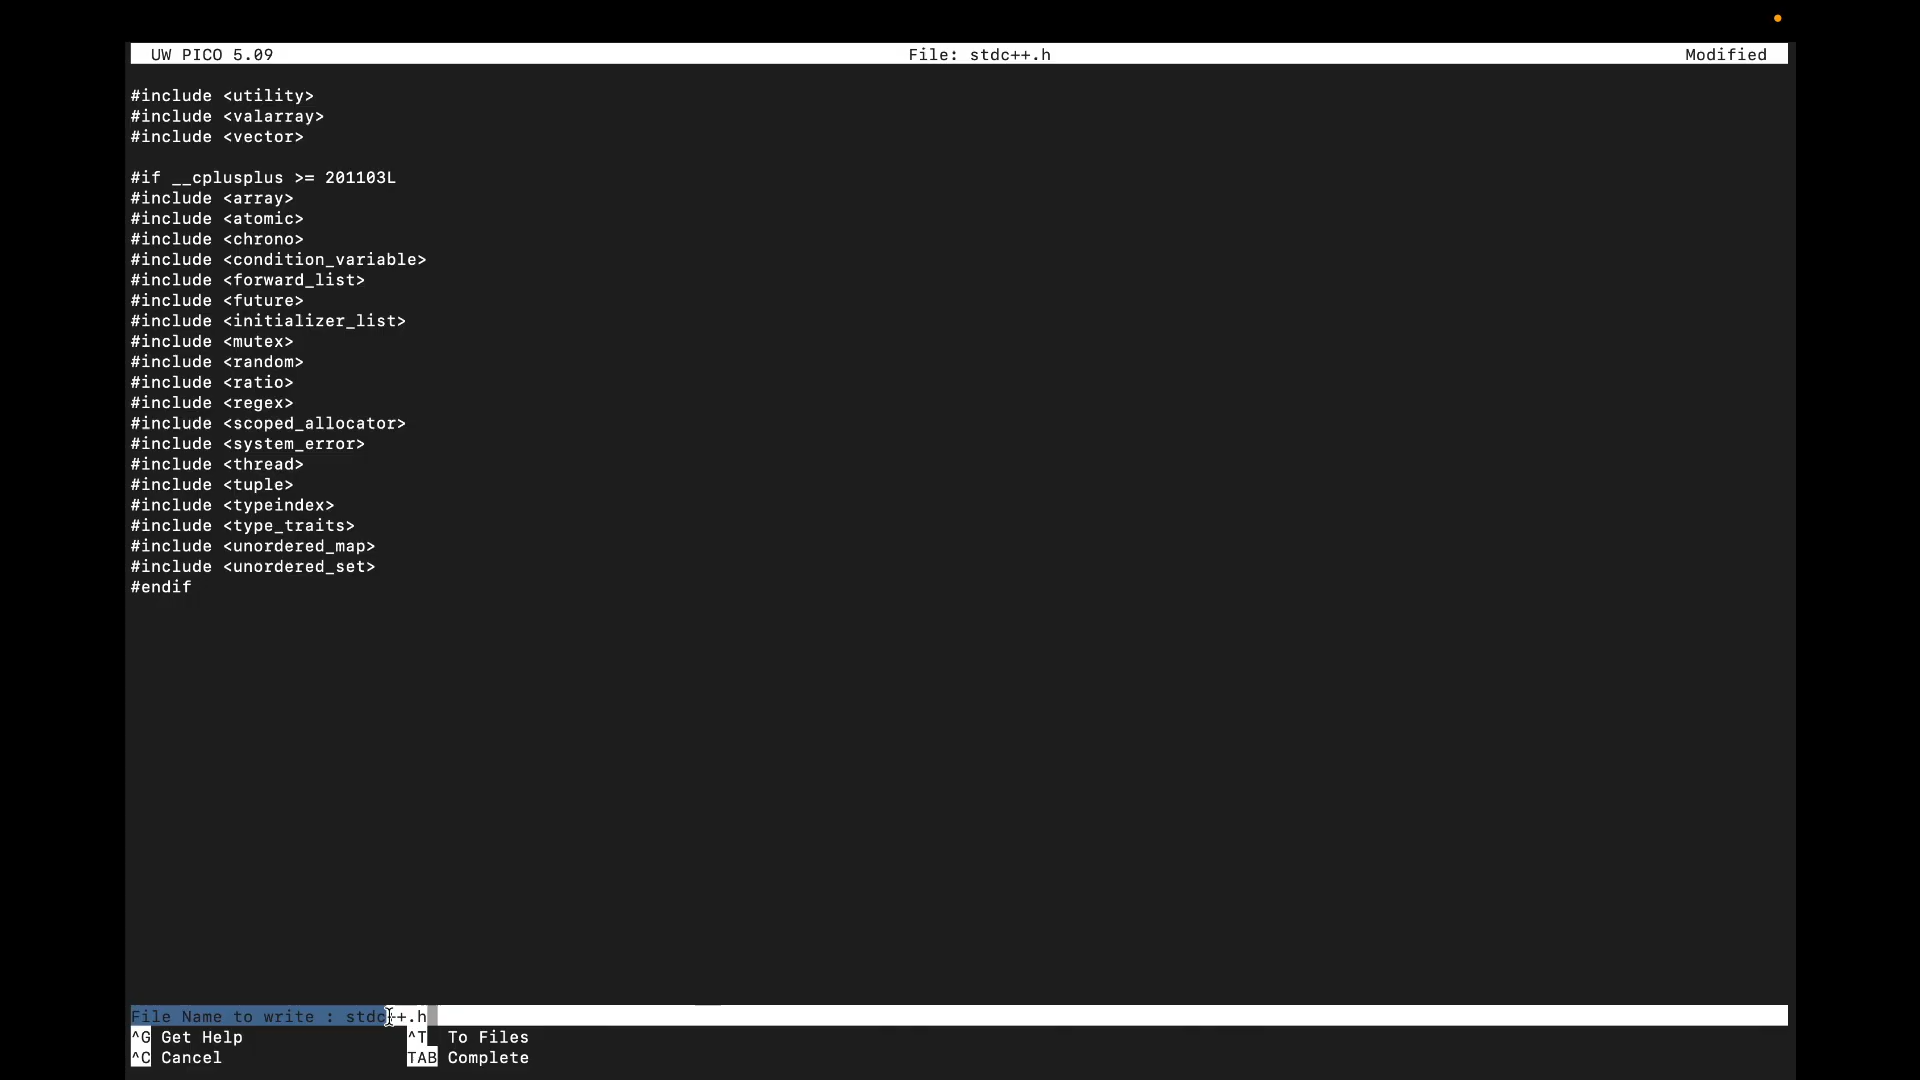 UW PICO 5.09 File: stdc++.h Modified
#include <utility>
#include <valarray>
#include <vector>
#if __cplusplus >= 201103L
#include <array>
#include <atomic>
#include <chrono>
#include <condition_variable>
#include <forward_list>
#include <future>
#include <initializer_list>
#include <mutex>
#include <random>
#include <ratio>
#include <regex>
#include <scoped_allocator>
#include <system_error>
#include <thread>
#include <tuple>
#include <typeindex>
#include <type_traits>
#include <unordered_map>
#include <unordered_set>
#endif
File Name to write : stdc++.h
^G Get Help ^T To Files
^C Cancel TAB Complete